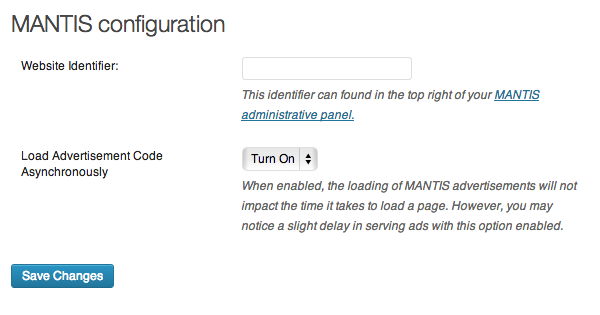 MANTIS configuration
Website Identifier:
This identifier can found in the top right of your MANTIS
administrative panel.
Load Advertisement Code
Asynchronously
Turn On
When enabled, the loading of MANTIS advertisements will not
impact the time it takes to load a page. However, you may
notice a slight delay in serving ads with this option enabled.
Save Changes